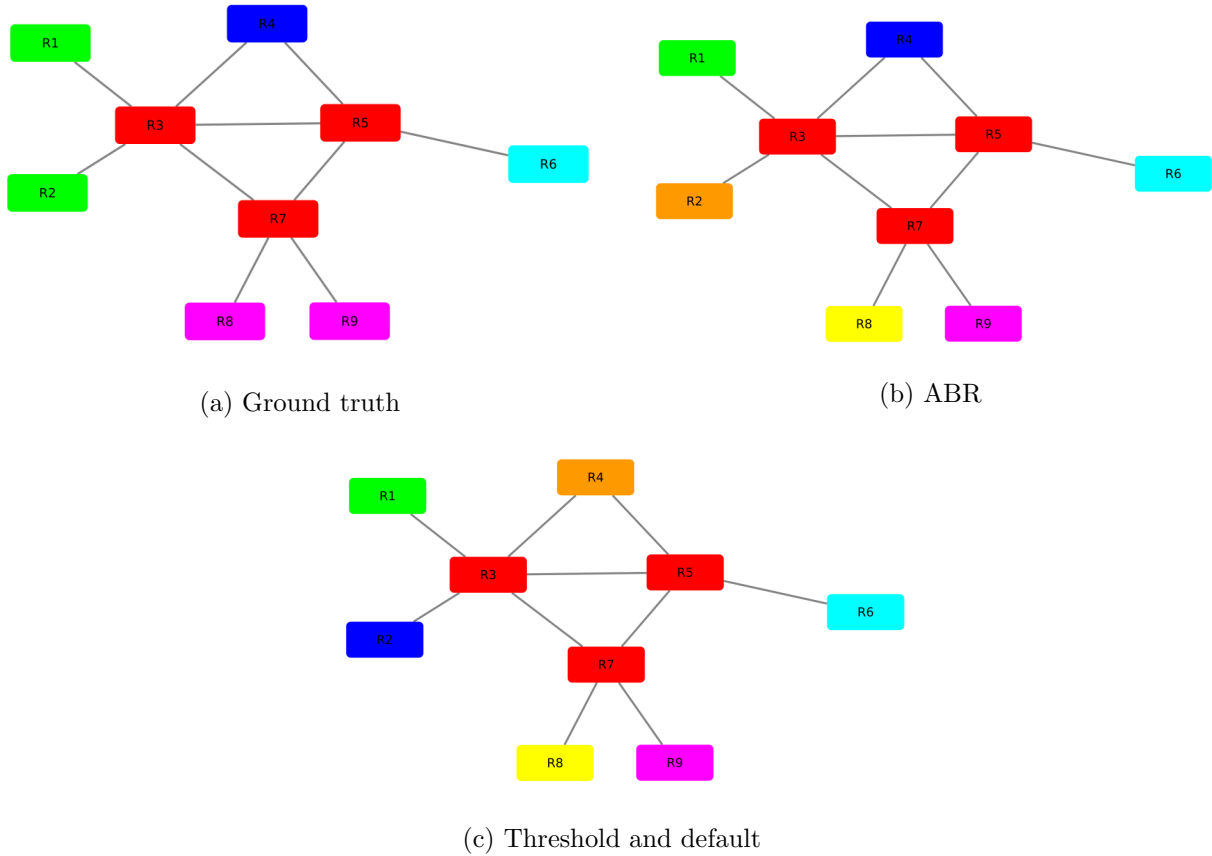 R4
R1
R3
R5
R6
R2
R7
R8
R9
(a) Ground truth
R4
R1
R3
R5
R6
R2
R7
R8
R9
(b) ABR
R4
R1
R3
R5
R6
R2
R7
R8
R9
(c) Threshold and default